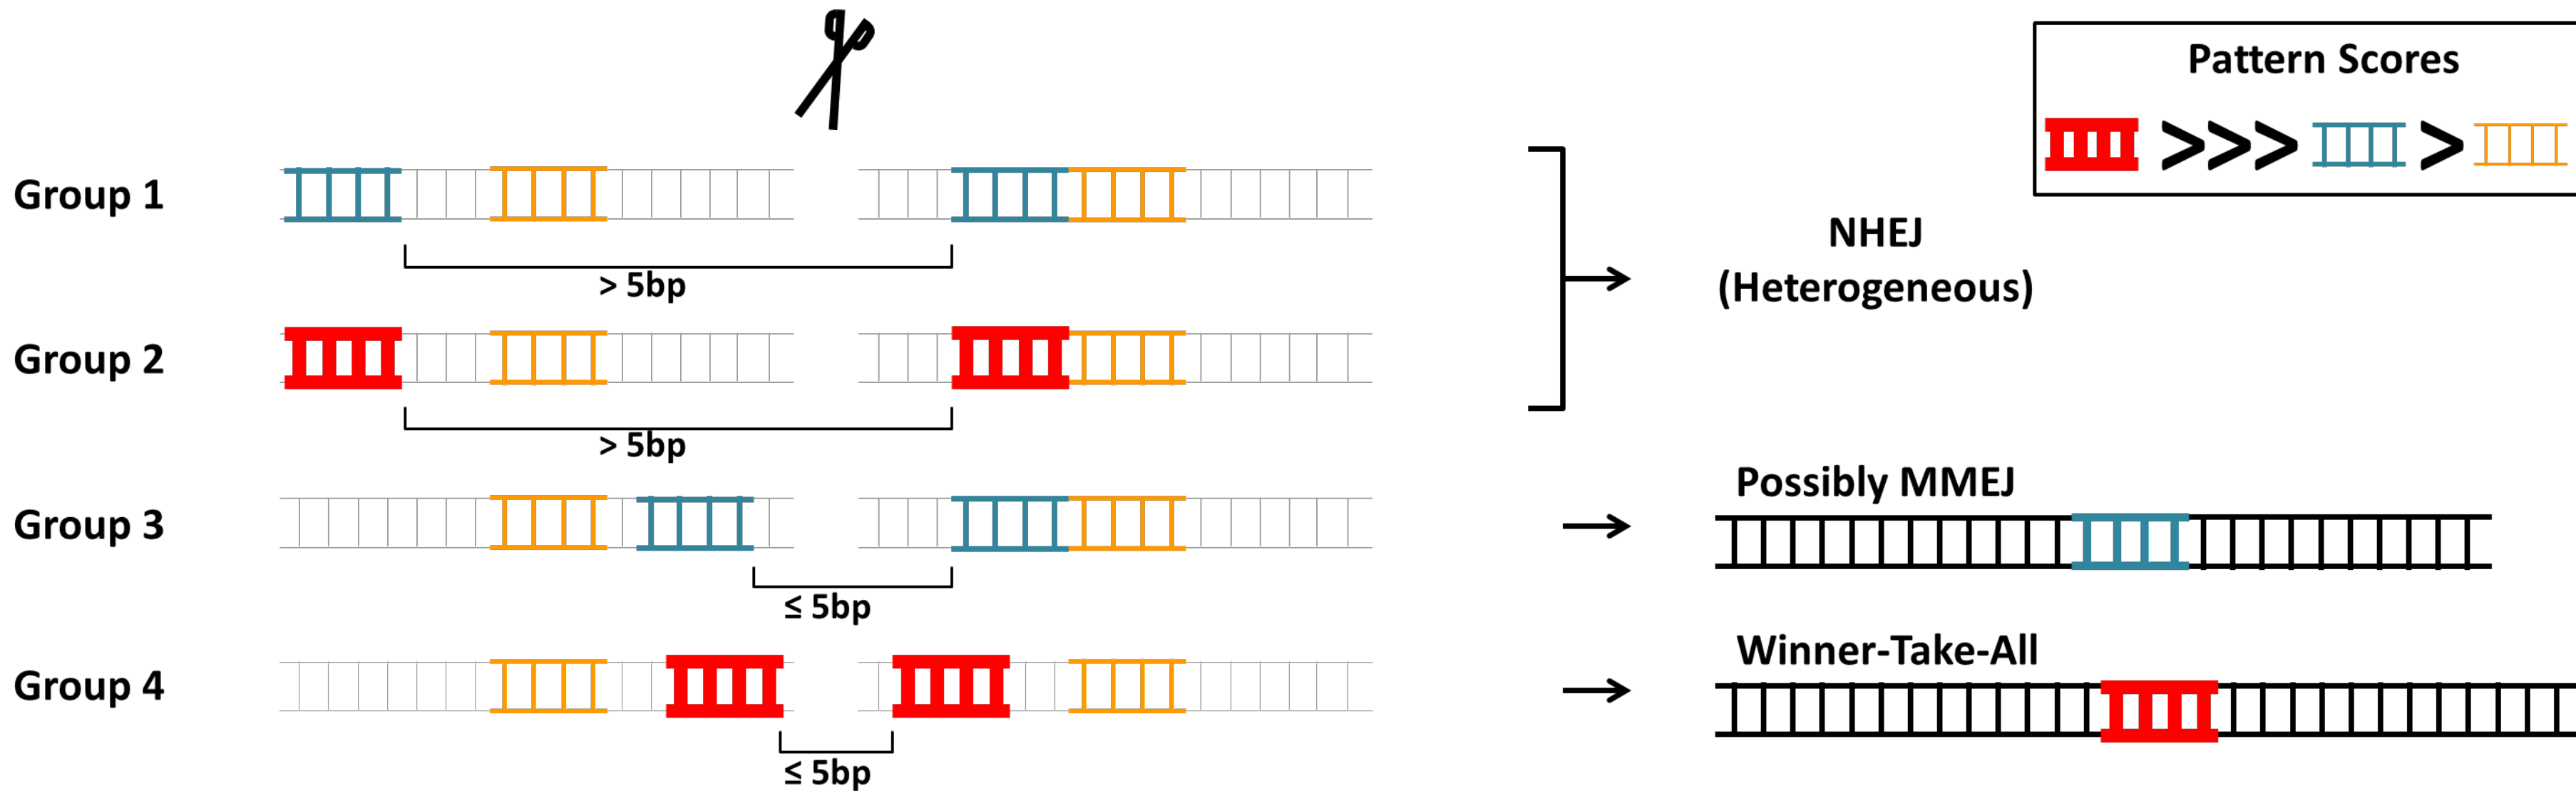 Pattern Scores
>>> >
Group 1
> 5bp
NHEJ
(Heterogeneous)
Group 2
> 5bp
Group 3
≤ 5bp
Possibly MMEJ
Group 4
≤ 5bp
Winner-Take-All